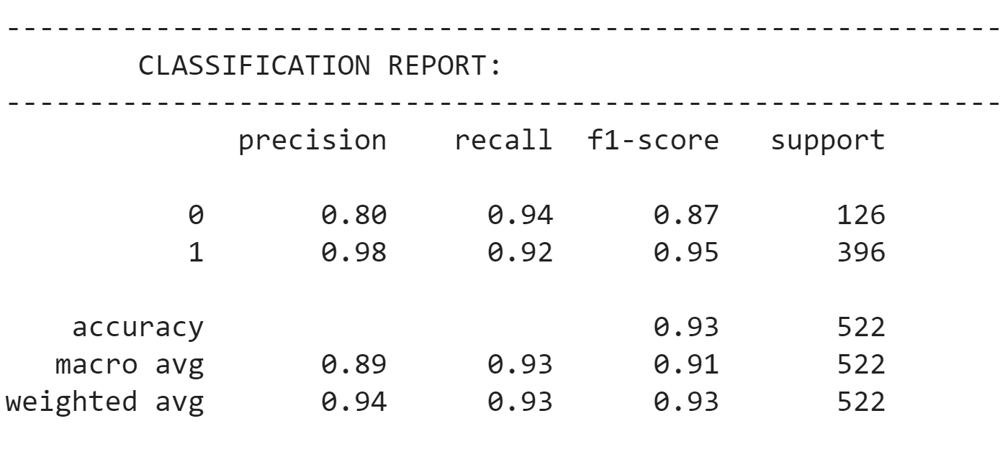 ------------------------------------------------------------
CLASSIFICATION REPORT:
------------------------------------------------------------
precision recall f1-score support
0 0.80 0.94 0.87 126
1 0.98 0.92 0.95 396
accuracy 0.93 522
macro avg 0.89 0.93 0.91 522
weighted avg 0.94 0.93 0.93 522